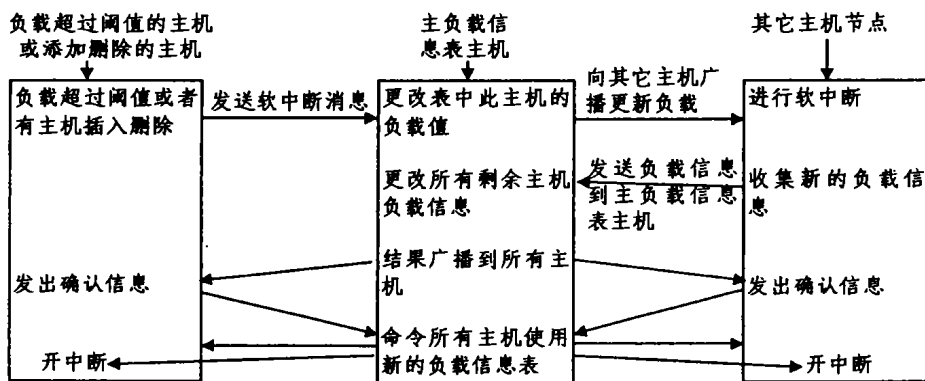 负载超过阈值的主机
或添加删除的主机
主负载信
息表主机
其它主机节点
负载超过阈值或者
有主机插入删除
发送软中断消息
更改表中此主机的
负载值
向其它主机广
播更新负载
进行软中断
更改所有剩余主机
负载信息
发送负载信息
到主负载信息
表主机
收集新的负载信
息
结果广播到所有主
机
发出确认信息
发出确认信息
命令所有主机使用
新的负载信息表
开中断
开中断